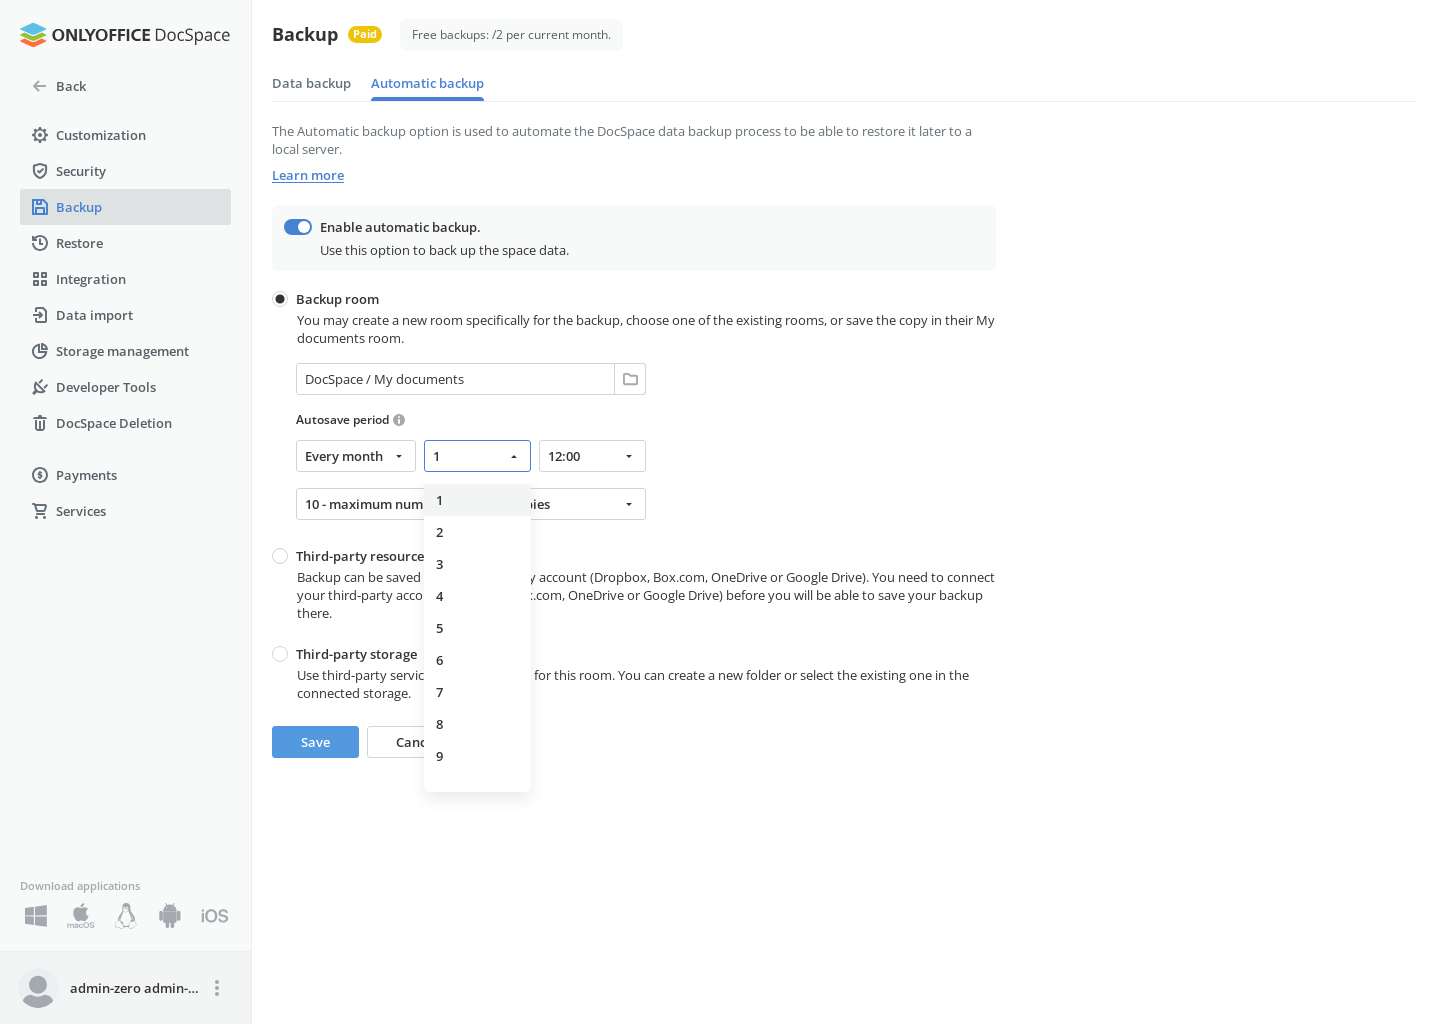 ONLYOFFICE DocSpace
Back
Customization
Security
Backup
Restore
Integration
Data import
Storage management
Developer Tools
DocSpace Deletion
Payments
Services
Download applications
macOS
iOS
admin-zero admin-...
Backup Paid Free backups: /2 per current month.
Data backup Automatic backup
The Automatic backup option is used to automate the DocSpace data backup process to be able to restore it later to a
local server.
Learn more
Enable automatic backup.
Use this option to back up the space data.
Backup room
You may create a new room specifically for the backup, choose one of the existing rooms, or save the copy in their My
documents room.
DocSpace / My documents
Autosave period
Every month 1 12:00
10 - maximum num
1
2
3
4
5
6
7
8
9
Third-party resource
Backup can be saved account (Dropbox, Box.com, OneDrive or Google Drive). You need to connect
your third-party .com, OneDrive or Google Drive) before you will be able to save your backup
there.
Third-party storage
Use third-party for this room. You can create a new folder or select the existing one in the
connected storage.
Save